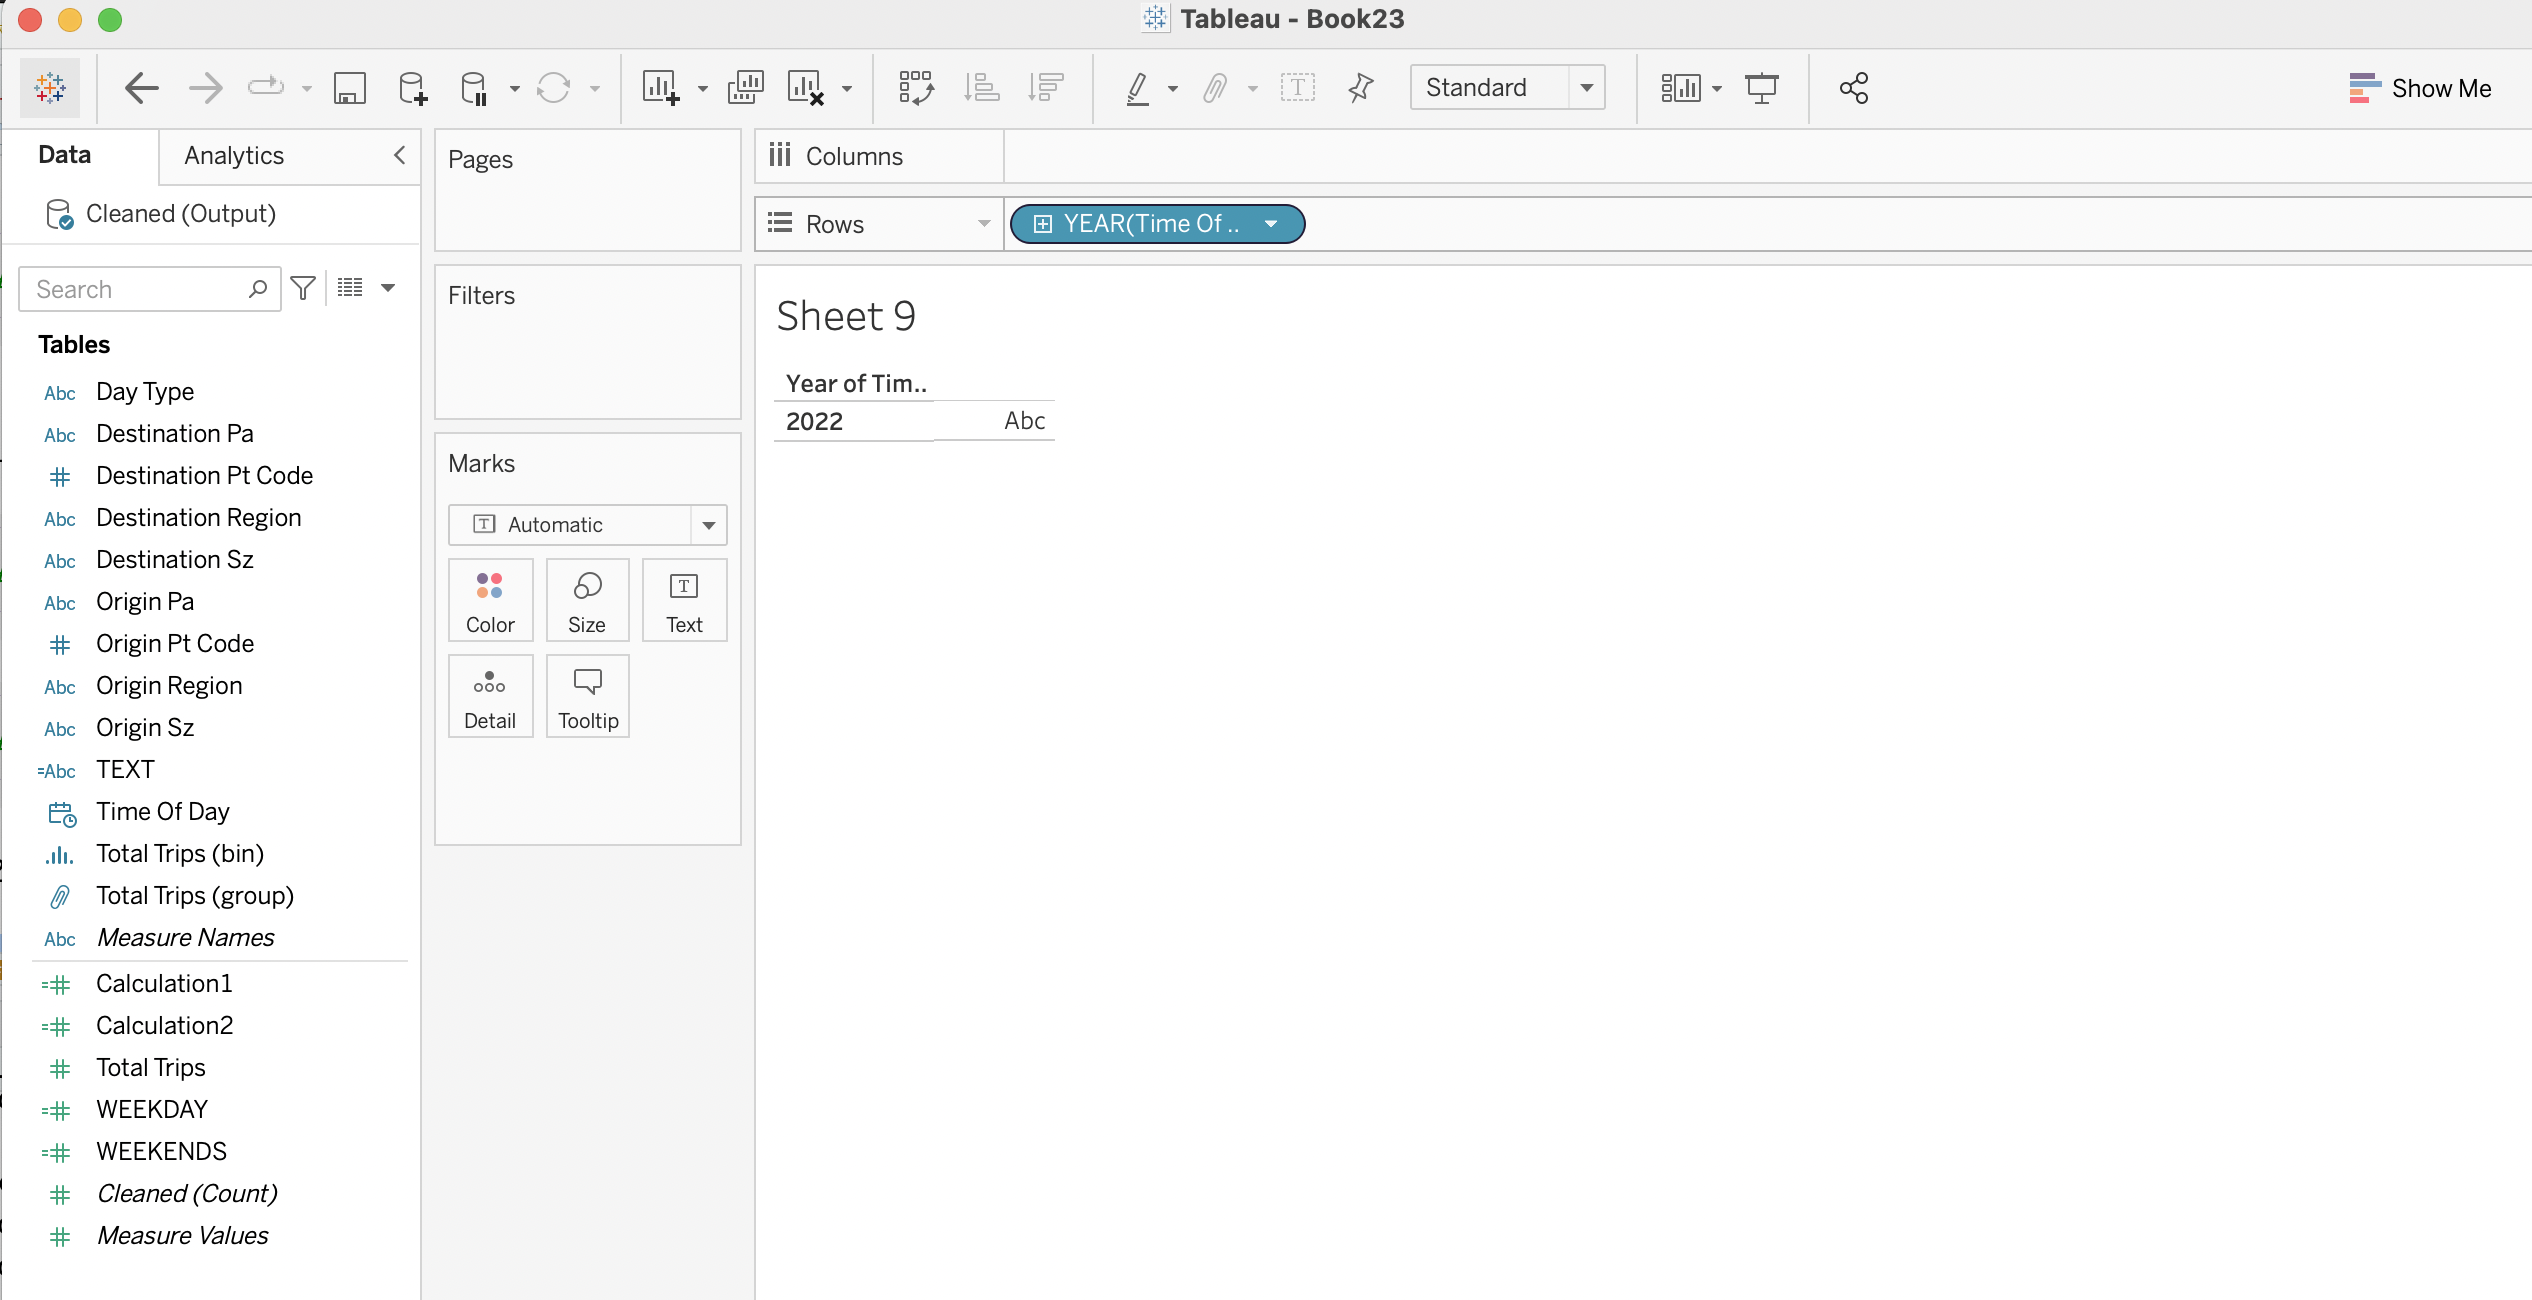 Tableau - Book23
Standard
Show Me
Data
Analytics
Cleaned (Output)
Search
Tables
Abc Day Type
Abc Destination Pa
# Destination Pt Code
Abc Destination Region
Abc Destination Sz
Abc Origin Pa
# Origin Pt Code
Abc Origin Region
Abc Origin Sz
=Abc TEXT
Time Of Day
Total Trips (bin)
Total Trips (group)
Abc Measure Names
=# Calculation1
=# Calculation2
# Total Trips
=# WEEKDAY
=# WEEKENDS
# Cleaned (Count)
# Measure Values
Pages
Filters
Marks
T Automatic
Color
Size
T Text
Detail
Tooltip
Columns
Rows
YEAR(Time Of ..
Sheet 9
Year of Tim..
2022 Abc